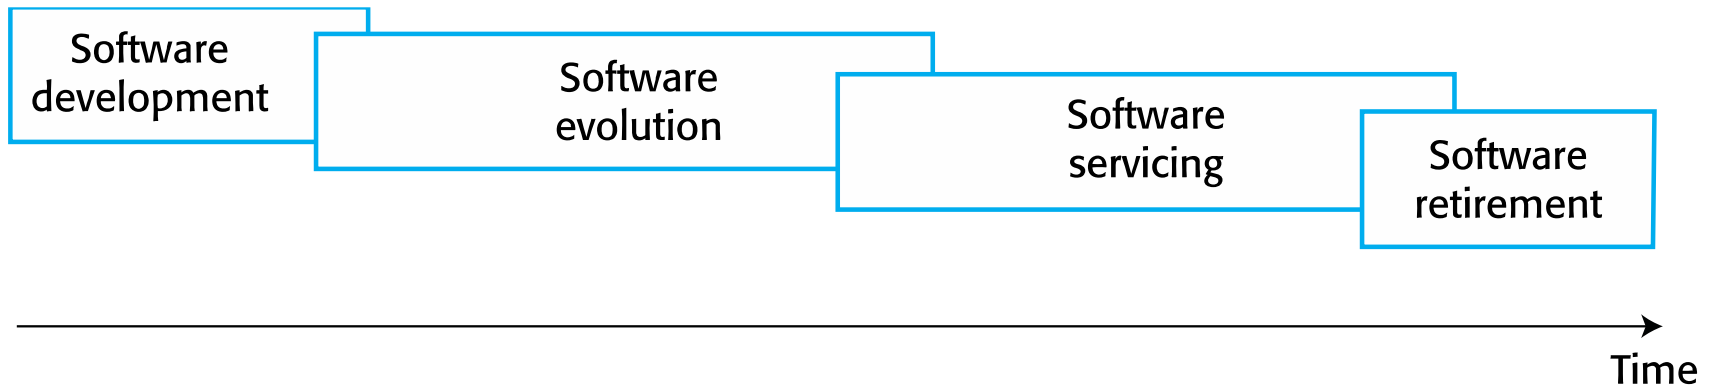 Software
development
Software
evolution
Software
servicing
Software
retirement
Time